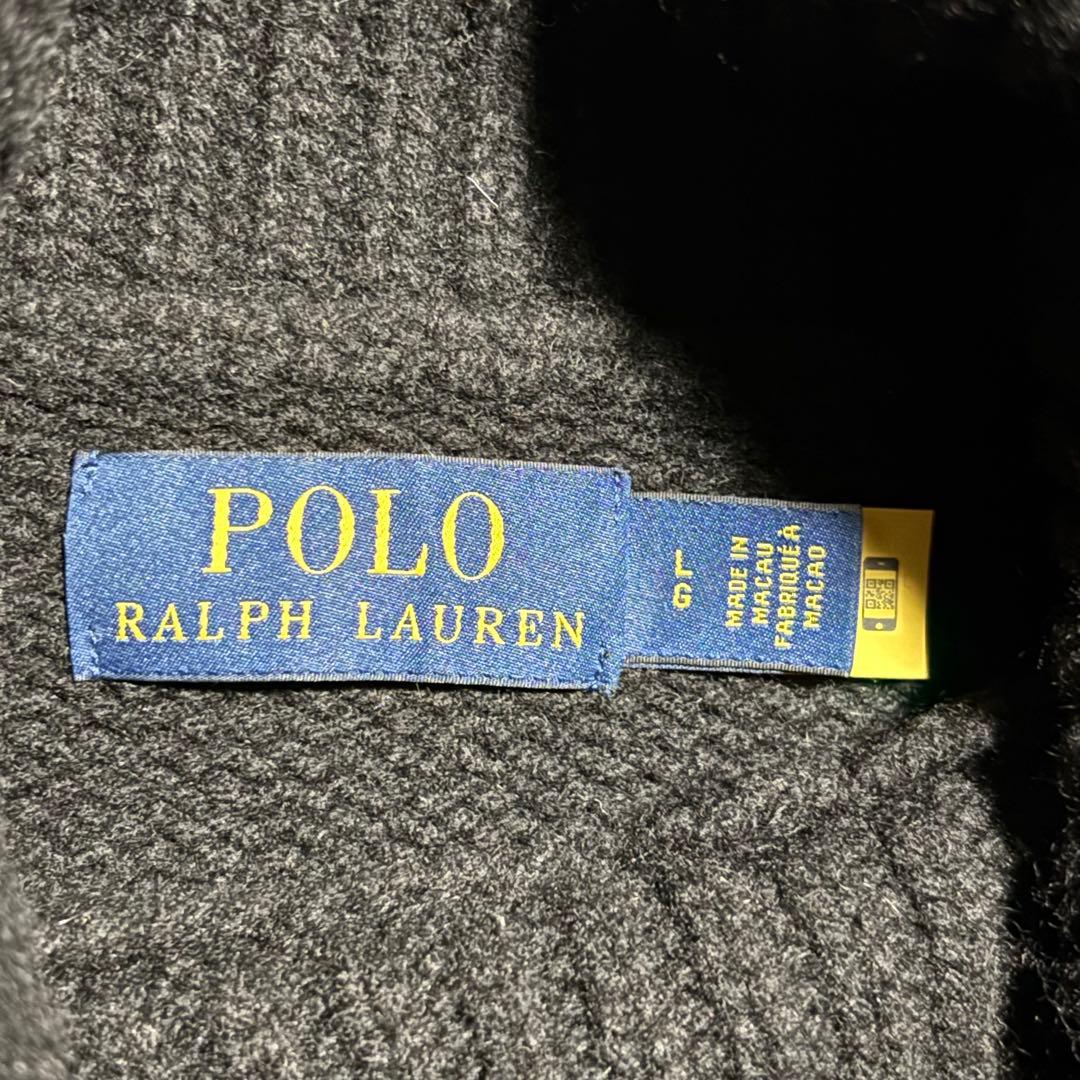 POLO
RALPH LAUREN
L
G
MADE IN
MACAU
FABRIQUÉ À
MACAO